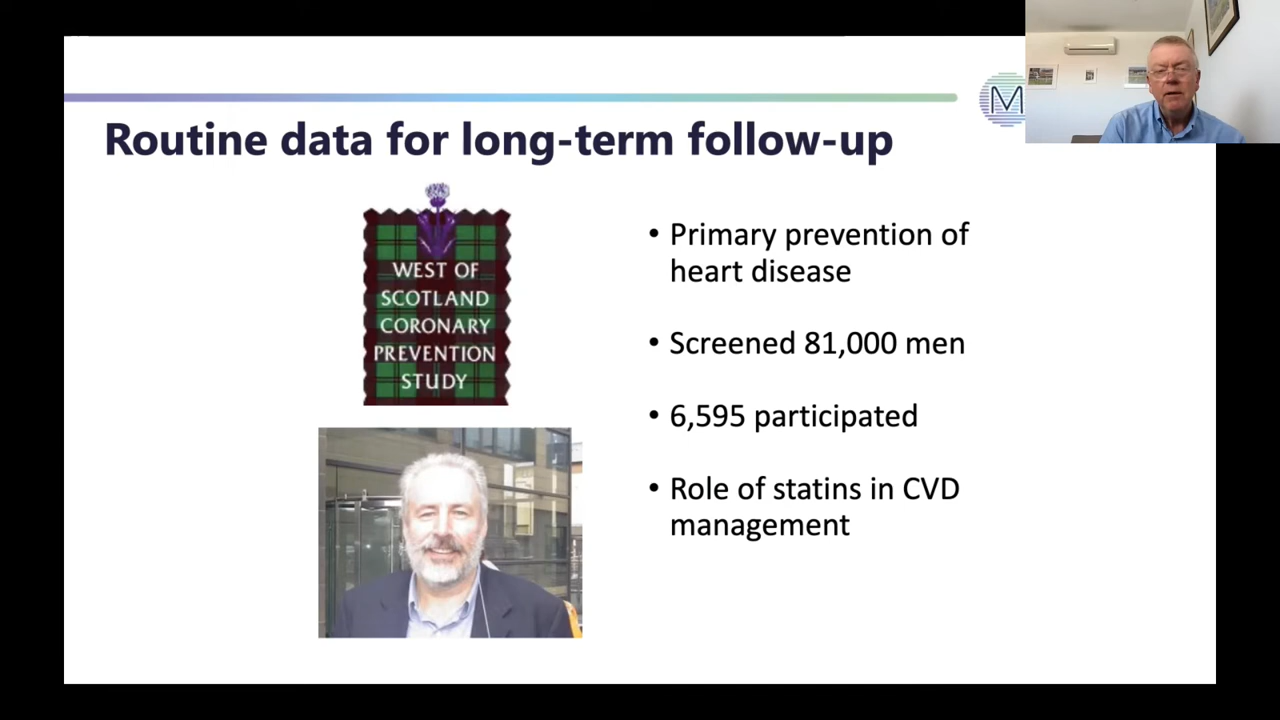 Routine data for long-term follow-up
M
WEST OF
SCOTLAND
CORONARY
PREVENTION
STUDY
• Primary prevention of
heart disease
• Screened 81,000 men
• 6,595 participated
• Role of statins in CVD
management